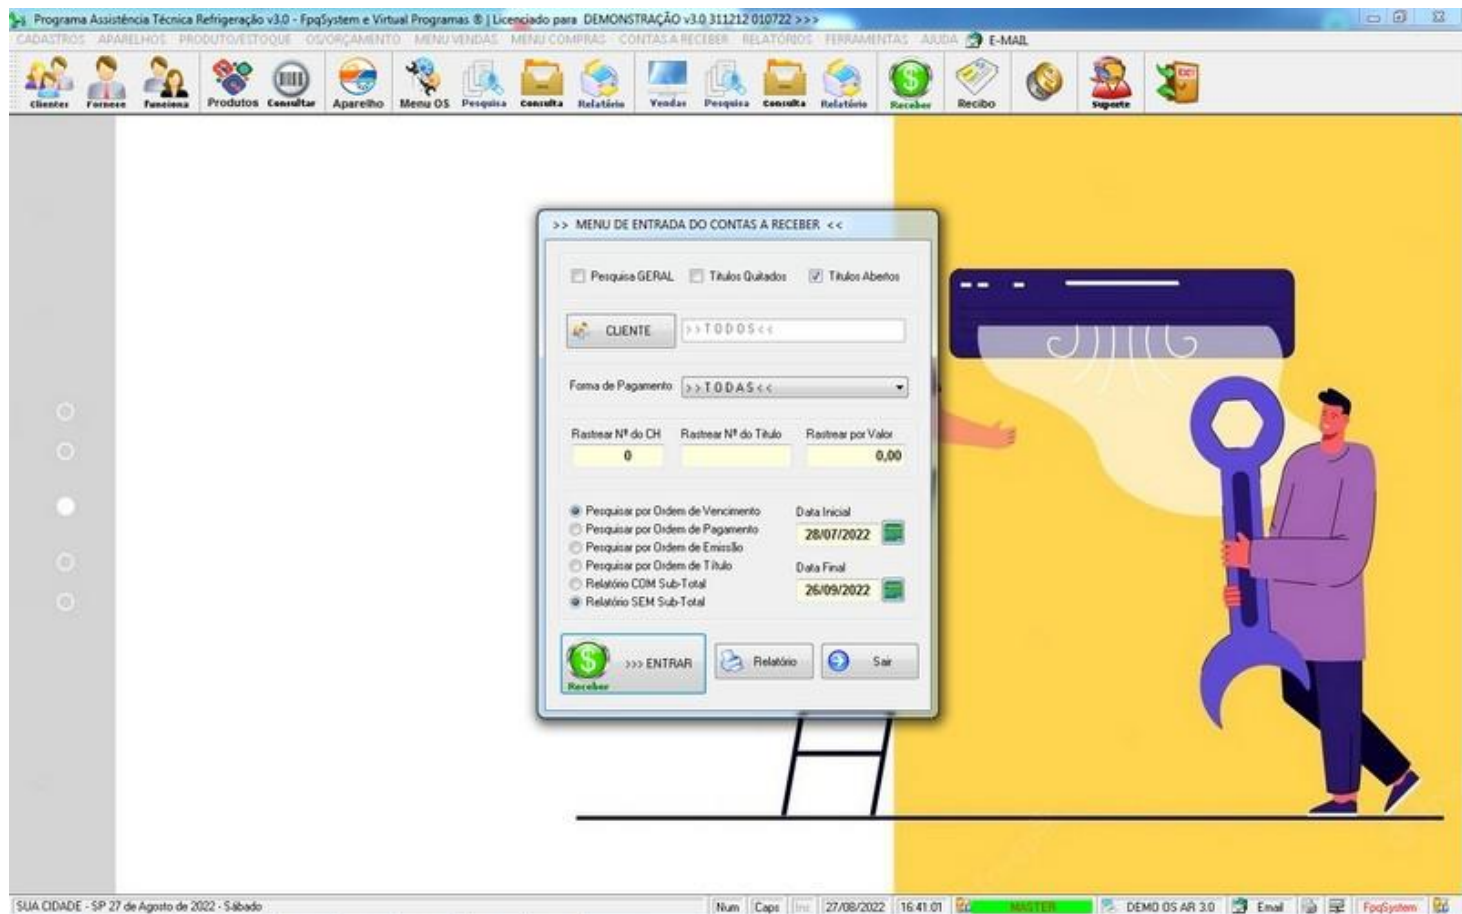 Programa Assistência Técnica Refrigeração v3.0 - FpqSystem e Virtual Programas ® | Licenciado para DEMONSTRAÇÃO v3.0 311212 010722 >>>
CADASTROS APARELHOS PRODUTO/ESTOQUE OS/ORÇAMENTO MENU VENDAS MENU COMPRAS CONTAS A RECEBER RELATÓRIOS FERRAMENTAS AJUDA E-MAIL
Clientes Fornece Funciona Produtos Consultar Aparelho Menu OS Pesquisa Consulta Relatório Vendas Pesquisa Consulta Relatório Receber Recibo Suporte EXIT
>> MENU DE ENTRADA DO CONTAS A RECEBER <<
Pesquisa GERAL Títulos Quitados Títulos Abertos
CLIENTE >>TODOS<<
Forma de Pagamento >>TODAS<<
Rastrear Nº do CH Rastrear Nº do Título Rastrear por Valor
0 0,00
Pesquisar por Ordem de Vencimento Data Inicial
Pesquisar por Ordem de Pagamento 28/07/2022
Pesquisar por Ordem de Emissão
Pesquisar por Ordem de Título Data Final
Relatório COM Sub-Total 26/09/2022
Relatório SEM Sub-Total
>>> ENTRAR Relatório Sair
Receber
SUA CIDADE - SP 27 de Agosto de 2022 - Sábado Num Caps Ins 27/08/2022 16:41:01 MASTER DEMO OS AR 3.0 Email FpqSystem